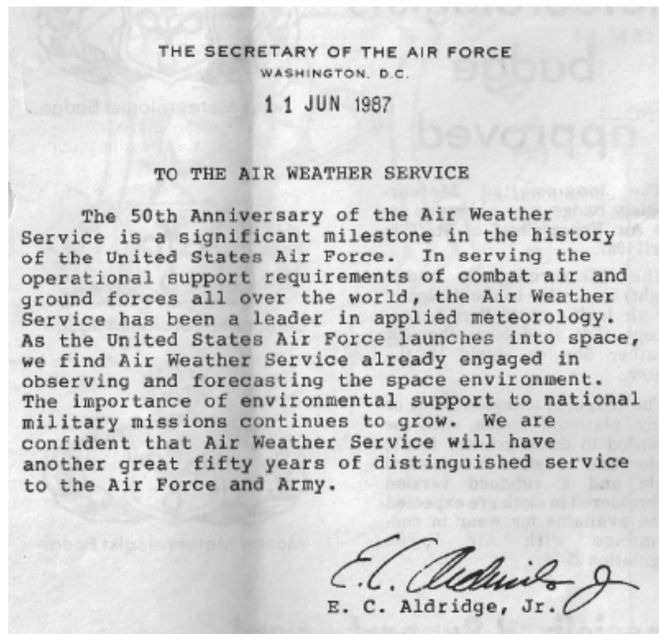 THE SECRETARY OF THE AIR FORCE
WASHINGTON, D.C.
11 JUN 1987
TO THE AIR WEATHER SERVICE
The 50th Anniversary of the Air Weather
Service is a significant milestone in the history
of the United States Air Force. In serving the
operational support requirements of combat air and
ground forces all over the world, the Air Weather
Service has been a leader in applied meteorology.
As the United States Air Force launches into space,
we find Air Weather Service already engaged in
observing and forecasting the space environment.
The importance of environmental support to national
military missions continues to grow. We are
confident that Air Weather Service will have
another great fifty years of distinguished service
to the Air Force and Army.
E. C. Aldridge, Jr.